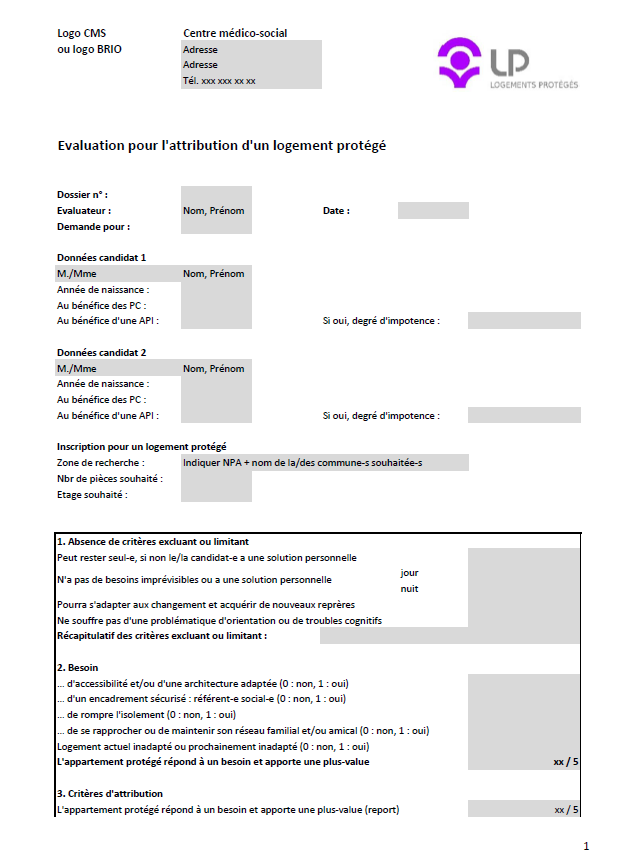 Logo CMS
ou logo BRIO
Centre médico-social
Adresse
Adresse
Tél. xxx xxx xx xx
LP
LOGEMENTS PROTÉGÉS
Evaluation pour l'attribution d'un logement protégé
Dossier n° :
Evaluateur : Nom, Prénom Date :
Demande pour :
Données candidat 1
M./Mme Nom, Prénom
Année de naissance :
Au bénéfice des PC :
Au bénéfice d'une API : Si oui, degré d'impotence :
Données candidat 2
M./Mme Nom, Prénom
Année de naissance :
Au bénéfice des PC :
Au bénéfice d'une API : Si oui, degré d'impotence :
Inscription pour un logement protégé
Zone de recherche : Indiquer NPA + nom de la/des commune-s souhaitée-s
Nbr de pièces souhaité :
Etage souhaité :
1. Absence de critères excluant ou limitant
Peut rester seul-e, si non le/la candidat-e a une solution personnelle
N'a pas de besoins imprévisibles ou a une solution personnelle jour
nuit
Pourra s'adapter aux changement et acquérir de nouveaux reprères
Ne souffre pas d'une problématique d'orientation ou de troubles cognitifs
Récapitulatif des critères excluant ou limitant :
2. Besoin
... d'accessibilité et/ou d'une architecture adaptée (0 : non, 1 : oui)
... d'un encadrement sécurisé : référent-e social-e (0 : non, 1 : oui)
... de rompre l'isolement (0 : non, 1 : oui)
... de se rapprocher ou de maintenir son réseau familial et/ou amical (0 : non, 1 : oui)
Logement actuel inadapté ou prochainement inadapté (0 : non, 1 : oui)
L'appartement protégé répond à un besoin et apporte une plus-value xx / 5
3. Critères d'attribution
L'appartement protégé répond à un besoin et apporte une plus-value (report) xx / 5
1